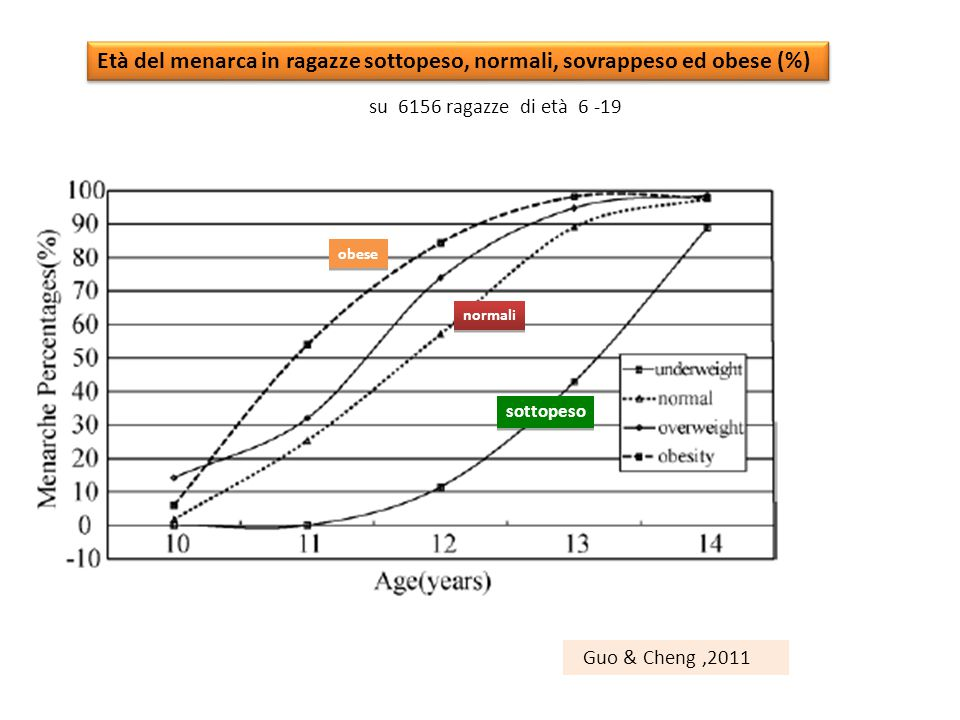 Età del menarca in ragazze sottopeso, normali, sovrappeso ed obese (%)
su 6156 ragazze di età 6 -19
Menarche Percentages(%)
100
90
80
70
60
50
40
30
20
10
0
-10
obese
normali
sottopeso
underweight
normal
overweight
obesity
10 11 12 13 14
Age(years)
Guo & Cheng ,2011